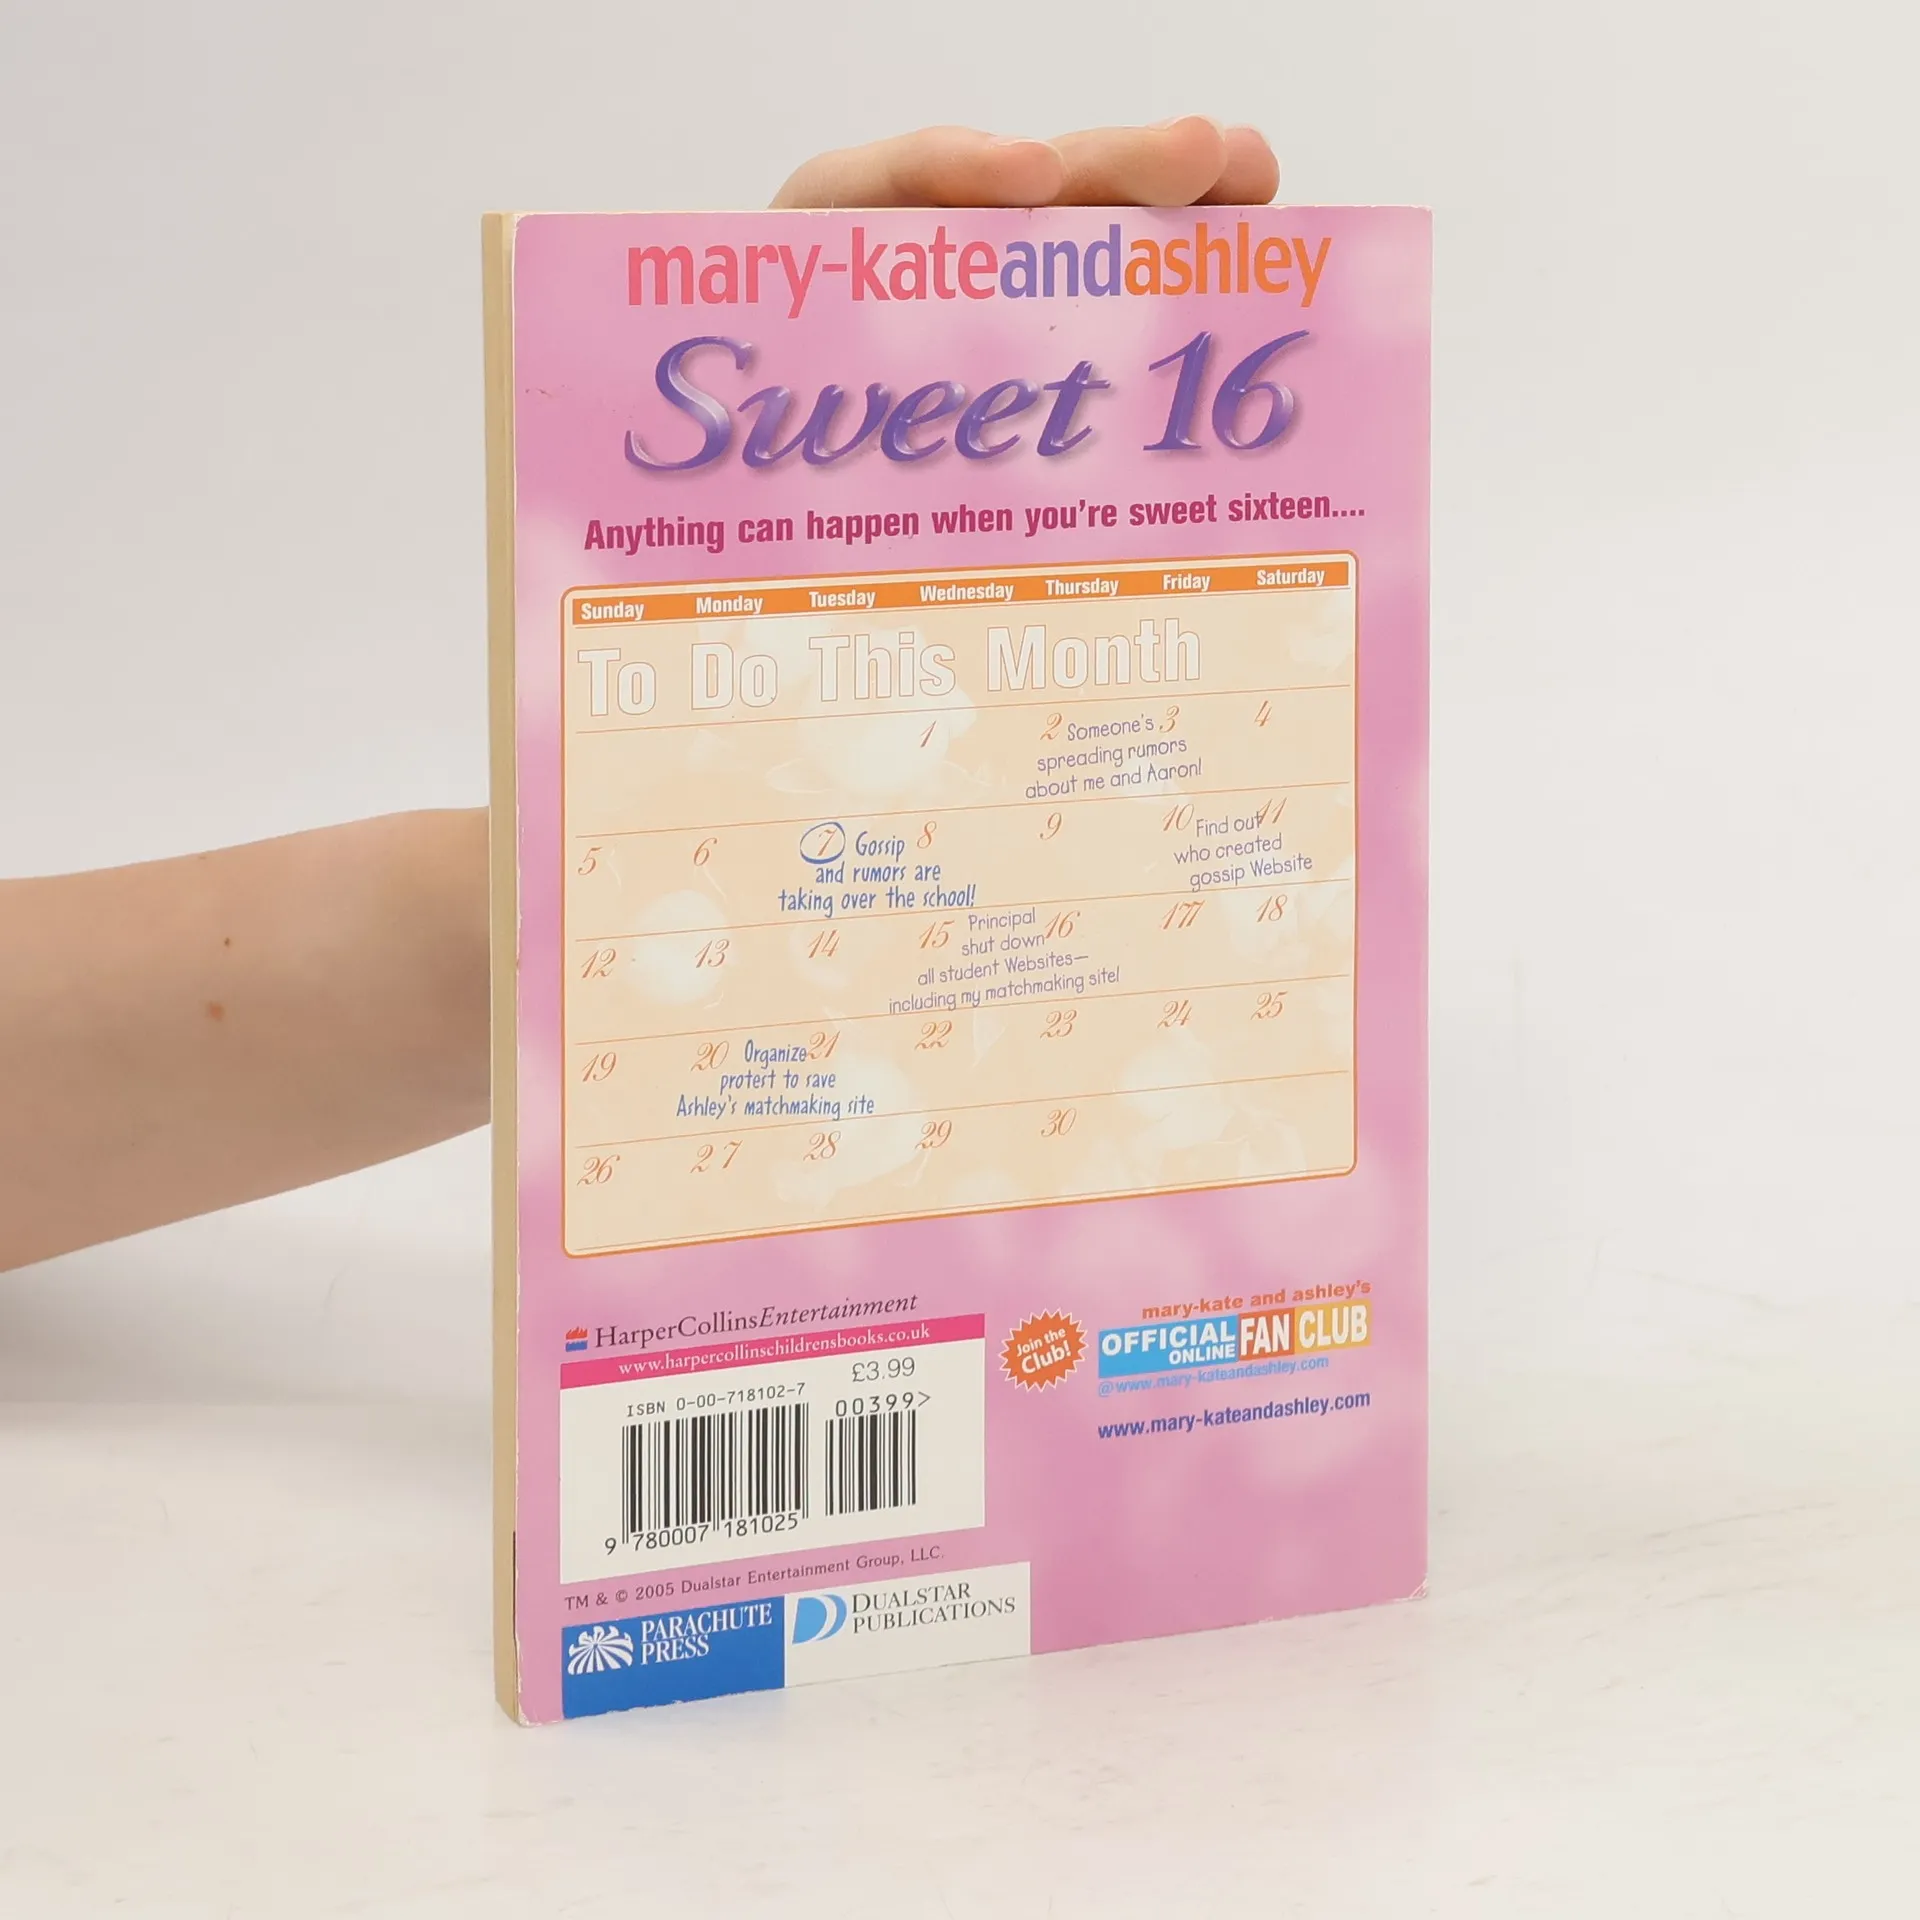 mary-kateandashley
Sweet 16
Anything can happen when you're sweet sixteen....
Sunday Monday Tuesday Wednesday Thursday Friday Saturday
To Do This Month
1 2 3 4
Someone's
spreading rumors
about me and Aaron!
5 6 7 8 9 10 11
Gossip
and rumors are
taking over the school!
Find out
who created
gossip Website
12 13 14 15 16 17 18
Principal
shut down
all student Websites—
including my matchmaking site!
19 20 21 22 23 24 25
Organize
protest to save
Ashley's matchmaking site
26 27 28 29 30
HarperCollinsEntertainment
www.harpercollinschildrensbooks.co.uk
£3.99
ISBN 0-00-718102-7
00399>
9 780007 181025
TM & © 2005 Dualstar Entertainment Group, LLC.
PARACHUTE
PRESS
DUALSTAR
PUBLICATIONS
Join the
Club!
mary-kate and ashley's
OFFICIAL
ONLINE
FAN CLUB
@www.mary-kateandashley.com
www.mary-kateandashley.com